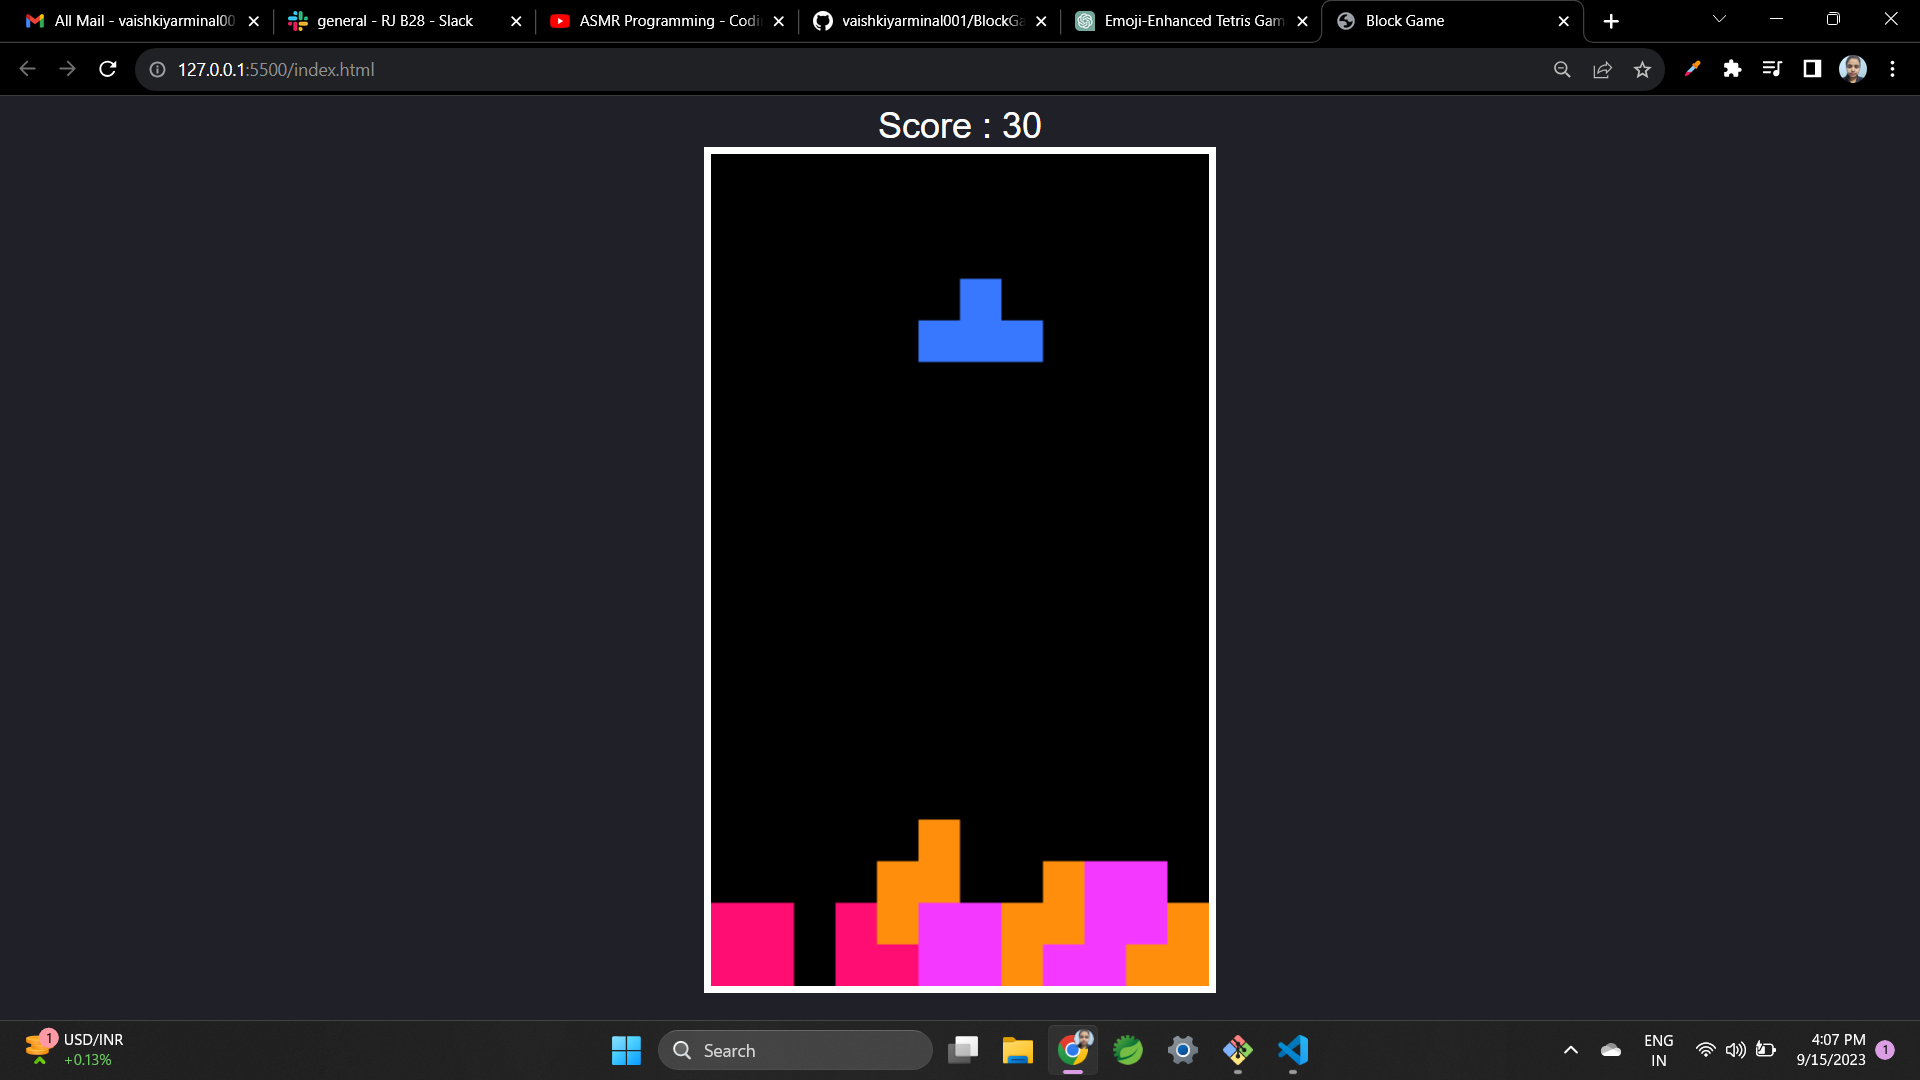 All Mail - vaishkiyarminal00
general - RJ B28 - Slack
ASMR Programming - Codi
vaishkiyarminal001/BlockGa
Emoji-Enhanced Tetris Gam
Block Game
127.0.0.1:5500/index.html
Score : 30
1
USD/INR
+0.13%
Search
ENG
IN
4:07 PM
9/15/2023
1